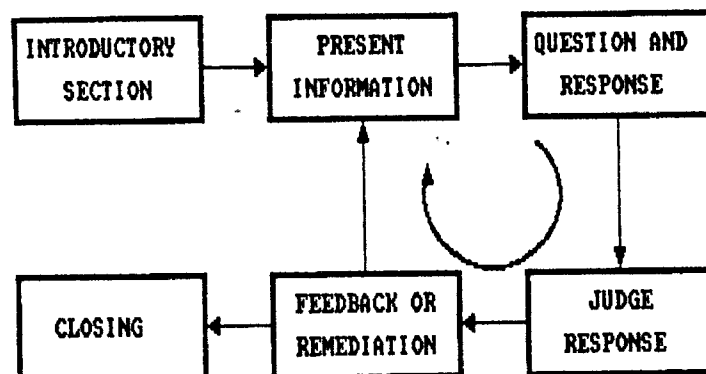 INTRODUCTORY
SECTION
PRESENT
INFORMATION
QUESTION AND
RESPONSE
CLOSING
FEEDBACK OR
REMEDIATION
JUDGE
RESPONSE